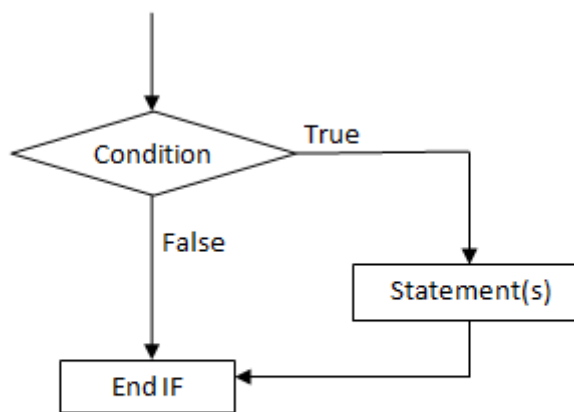 Condition
True
False
Statement(s)
End IF